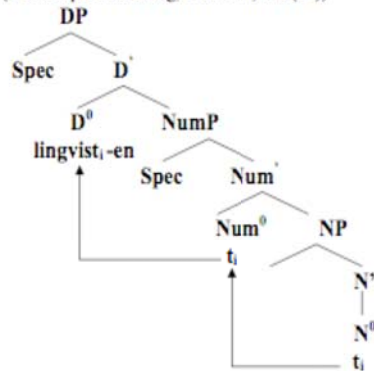 DP
Spec D'
D⁰ NumP
lingvistᵢ-en
Spec Num'
Num⁰ NP
tᵢ
N'
N⁰
tᵢ